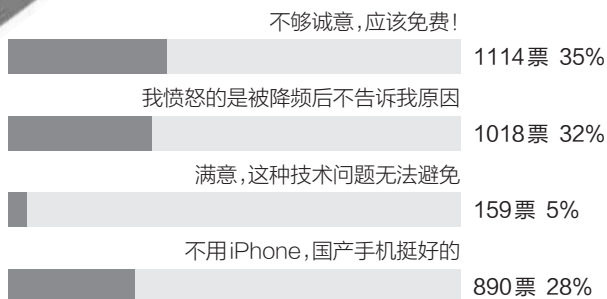 不够诚意,应该免费!
1114票 35%
我愤怒的是被降频后不告诉我原因
1018票 32%
满意,这种技术问题无法避免
159票 5%
不用iPhone,国产手机挺好的
890票 28%